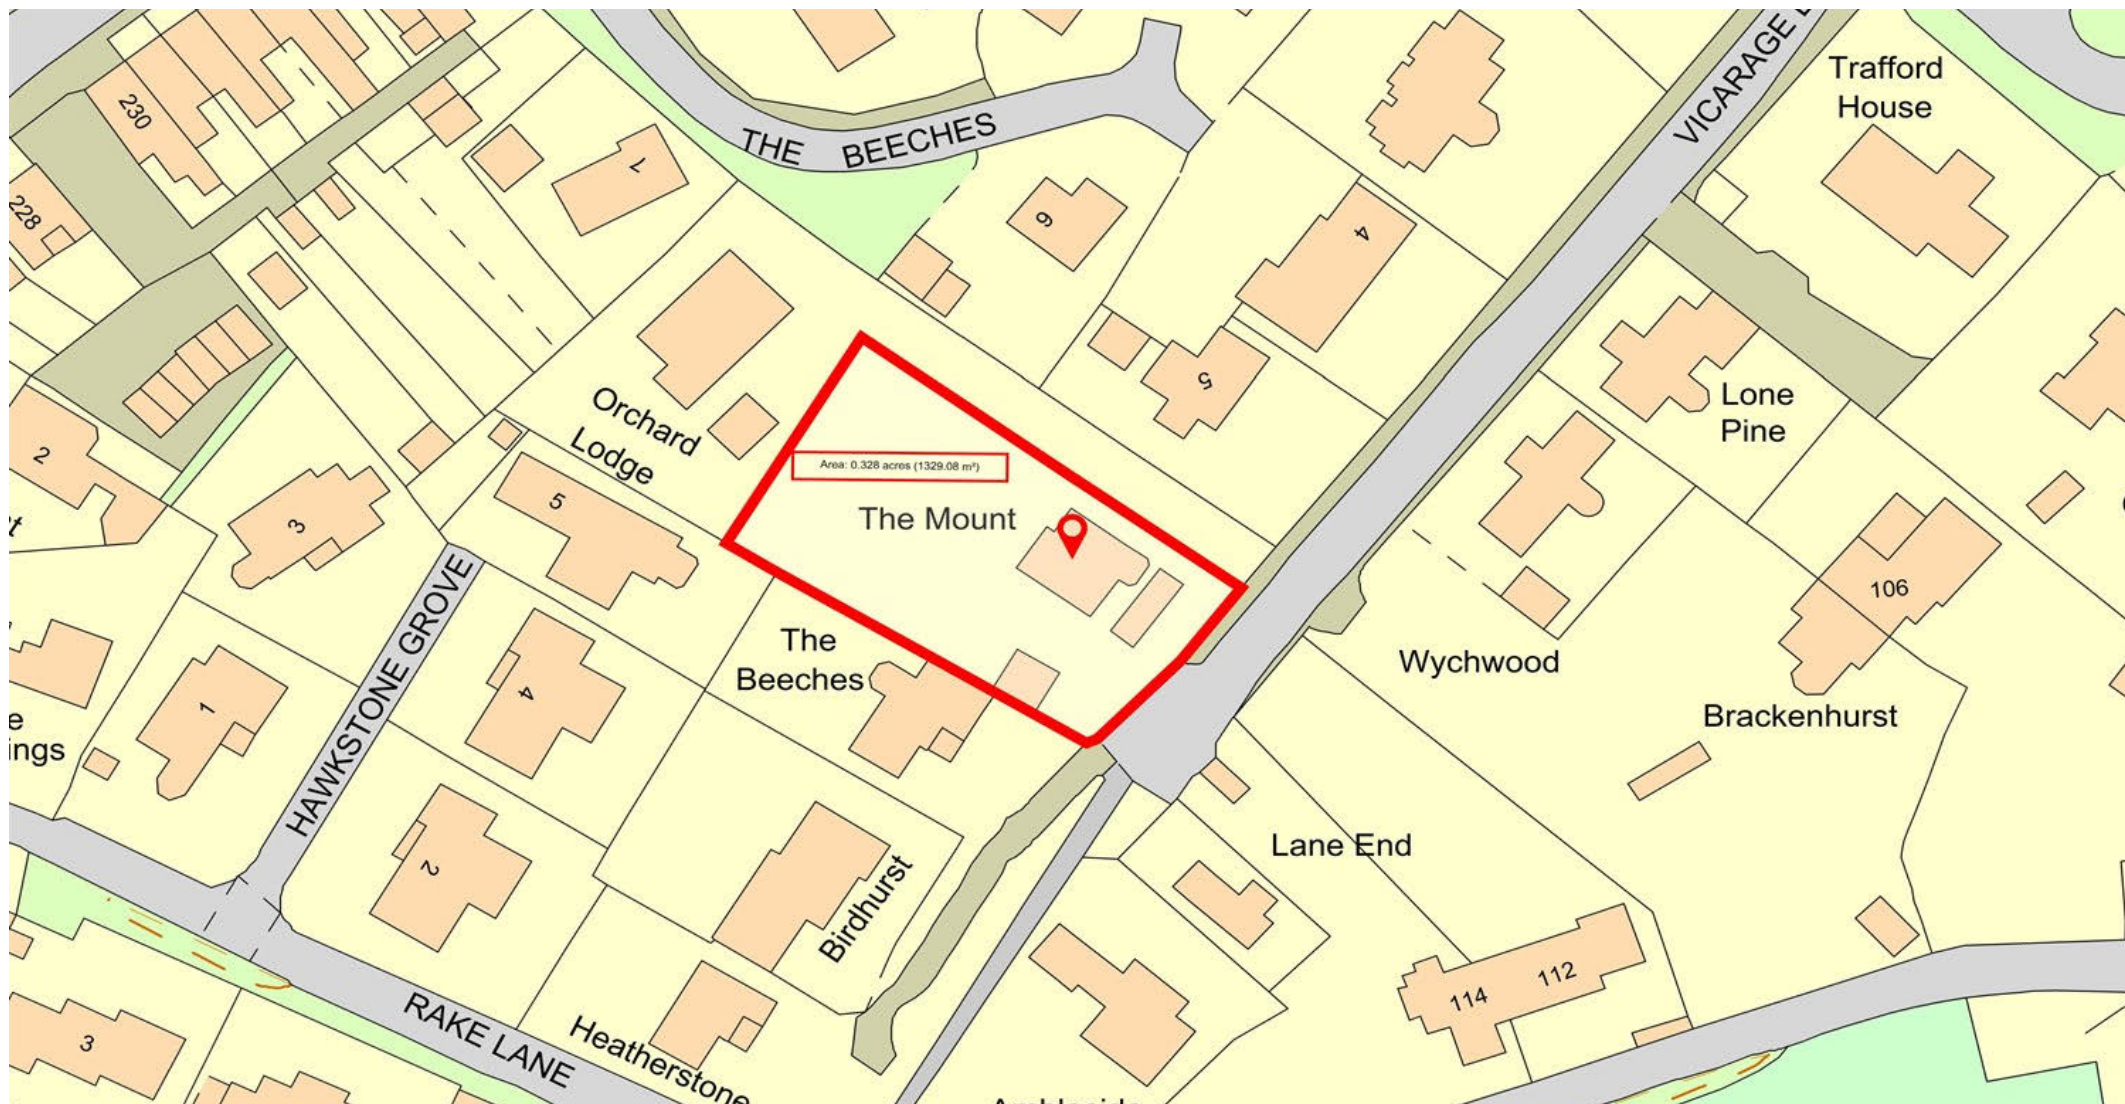 230
228
7
THE BEECHES
VICARAGE
Trafford
House
6
4
5
Orchard
Lodge
Lone
Pine
2
3
5
Area: 0.328 acres (1329.08 m²)
The Mount
106
The
Beeches
Wychwood
Brackenhurst
HAWKSTONE GROVE
4
1
ings
2
Lane End
Birdhurst
114
112
RAKE LANE
3
Heatherstone